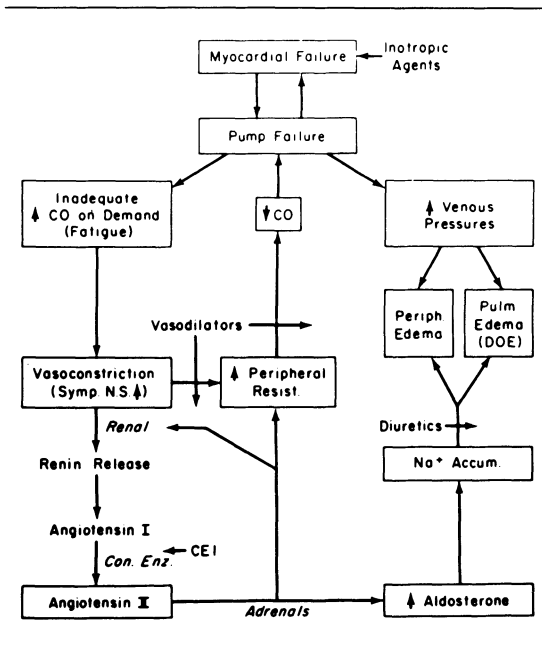 Myocardial Failure
Inotropic
Agents
Pump Failure
Inadequate
↑ CO on Demand
(Fatigue)
↓ CO
↑ Venous
Pressures
Periph.
Edema
Pulm
Edema
(DOE)
Vasodilators
Vasoconstriction
(Symp. N.S.↑)
↑ Peripheral
Resist.
Renal
Diuretics
Renin Release
Na+ Accum.
Angiotensin I
CEI
Con. Enz.
Angiotensin II
Adrenals
↑ Aldosterone